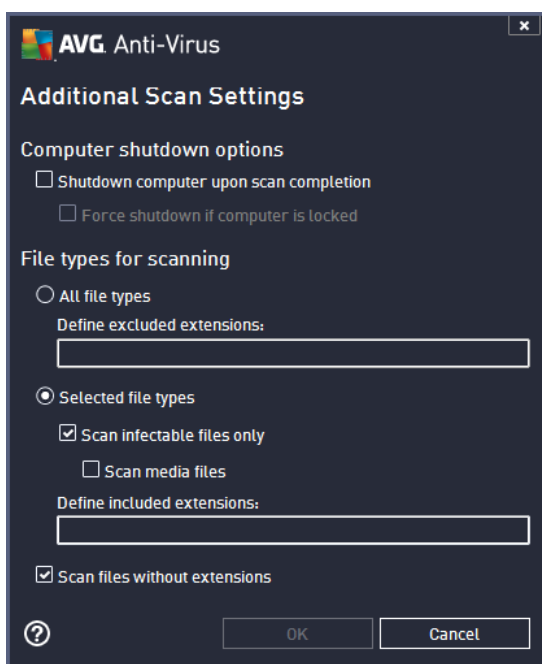 AVG. Anti-Virus
x
Additional Scan Settings
Computer shutdown options
Shutdown computer upon scan completion
Force shutdown if computer is locked
File types for scanning
All file types
Define excluded extensions:
Selected file types
Scan infectable files only
Scan media files
Define included extensions:
Scan files without extensions
?
OK
Cancel